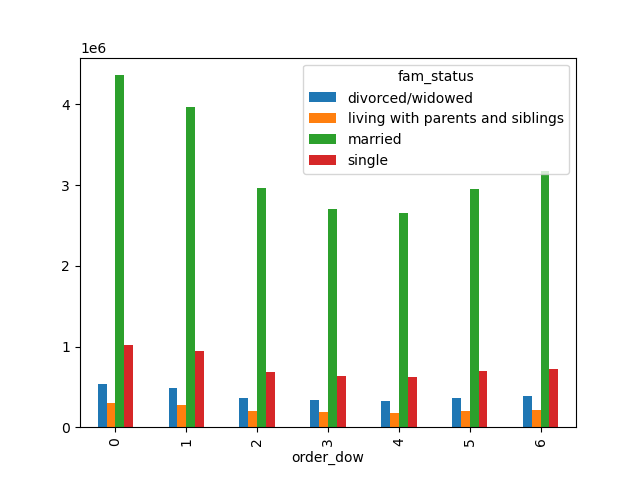 1e6
fam_status
divorced/widowed
living with parents and siblings
married
single
4
3
2
1
0
0 1 2 3 4 5 6
order_dow